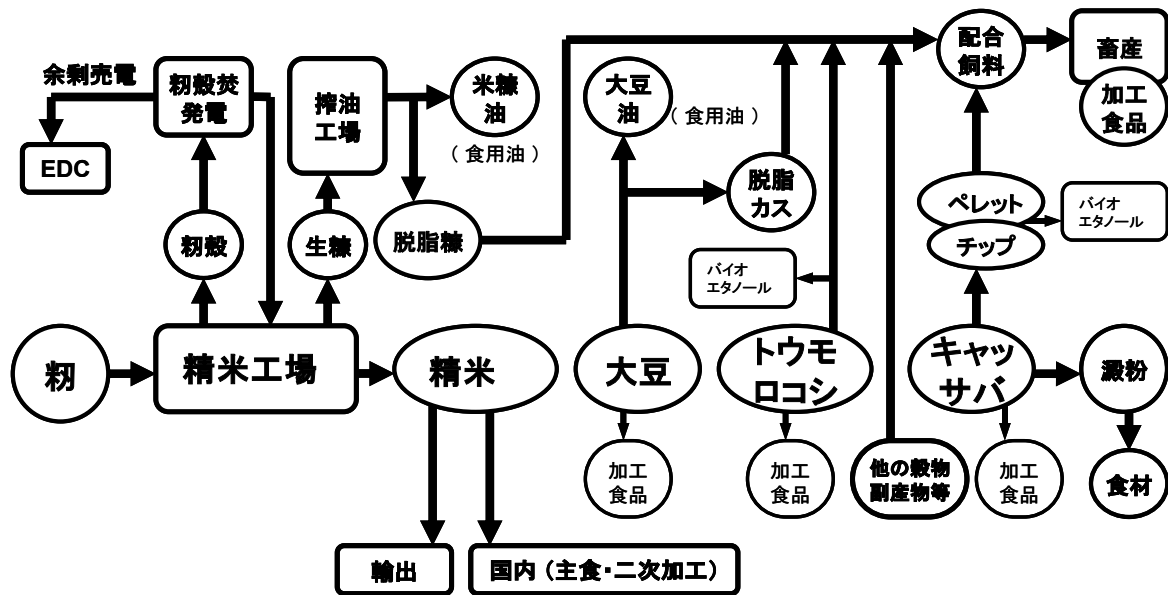 余剰売電
籾殻焚
発電
EDC
籾殻
搾油
工場
生糠
米糠
油
（食用油）
脱脂糠
大豆
油
（食用油）
脱脂
カス
配合
飼料
畜産
加工
食品
ペレット
チップ
バイオ
エタノール
バイオ
エタノール
籾
精米工場
精米
大豆
トウモ
ロコシ
キャッ
サバ
澱粉
加工
食品
加工
食品
他の穀物
副産物等
加工
食品
食材
輸出
国内（主食・二次加工）